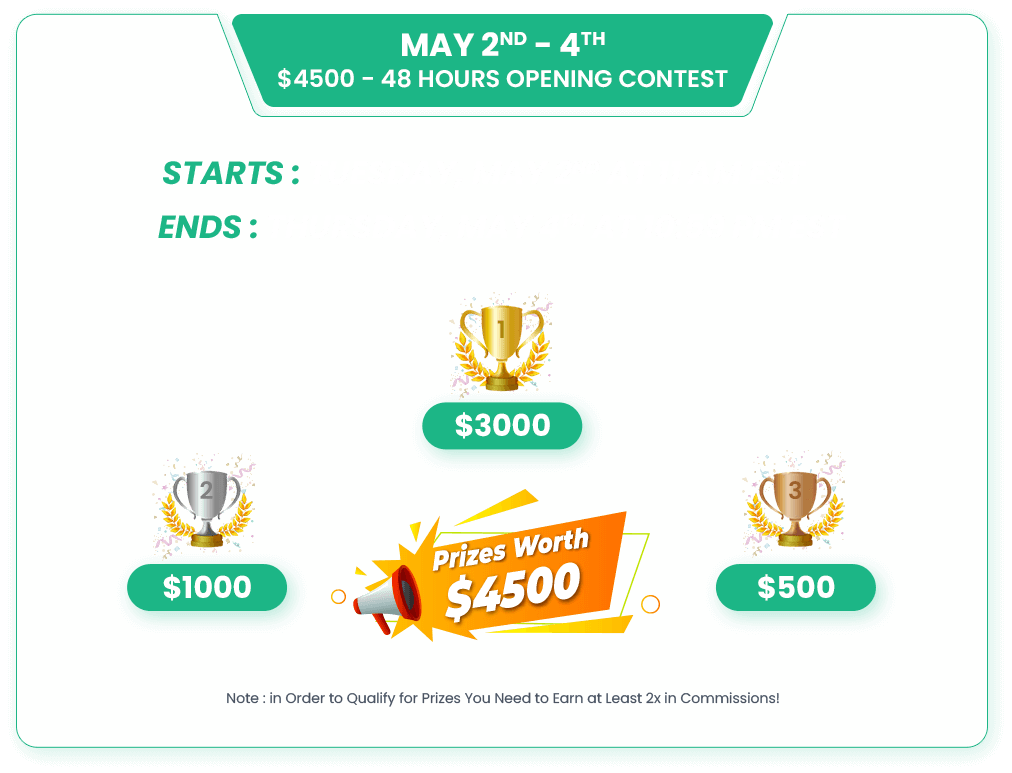 MAY 2ND - 4TH
$4500 - 48 HOURS OPENING CONTEST
STARTS :
ENDS :
1
$3000
2
3
Prizes Worth
$4500
$1000
$500
Note : in Order to Qualify for Prizes You Need to Earn at Least 2x in Commissions!